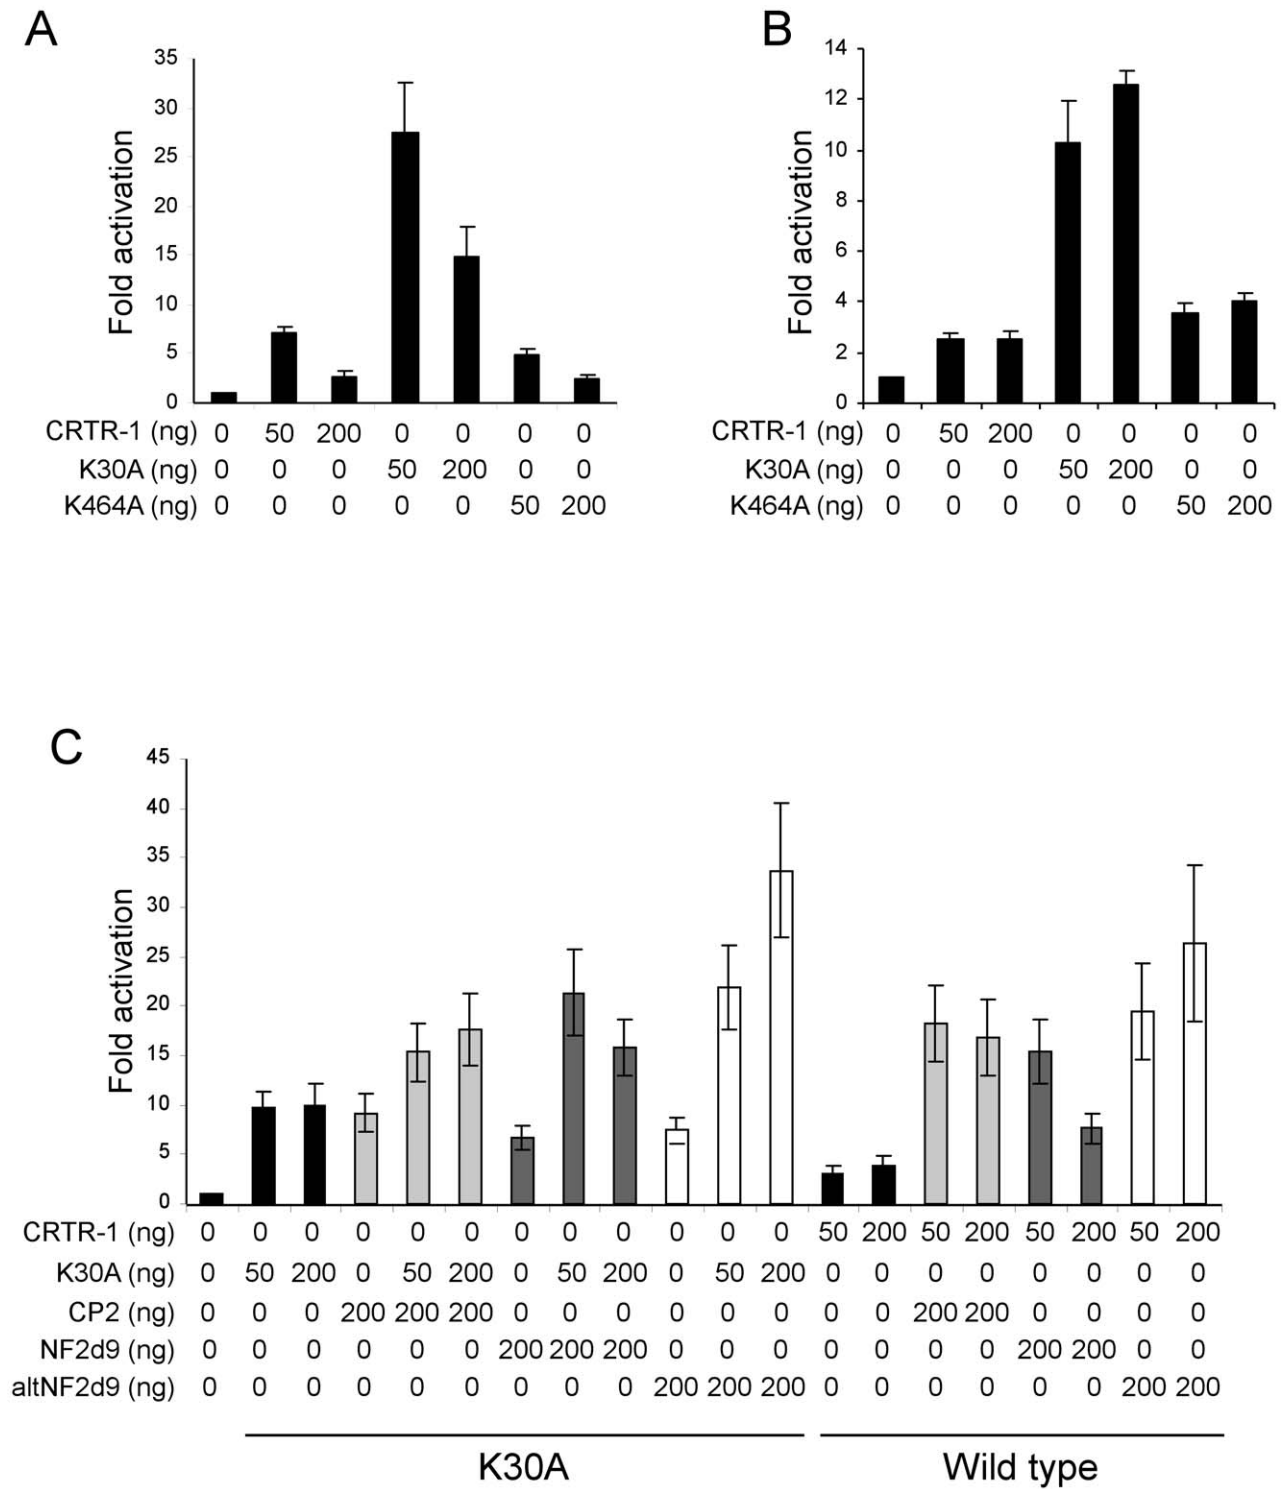 A
35
30
25
20
15
10
5
0
Fold activation
CRTR-1 (ng) 0 50 200 0 0 0 0
K30A (ng) 0 0 0 50 200 0 0
K464A (ng) 0 0 0 0 0 50 200
B
14
12
10
8
6
4
2
0
Fold activation
CRTR-1 (ng) 0 50 200 0 0 0 0
K30A (ng) 0 0 0 50 200 0 0
K464A (ng) 0 0 0 0 0 50 200
C
45
40
35
30
25
20
15
10
5
0
Fold activation
CRTR-1 (ng) 0 0 0 0 0 0 0 0 0 0 0 0 50 200 50 200 50 200 50 200
K30A (ng) 0 50 200 0 50 200 0 50 200 0 50 200 0 0 0 0 0 0 0 0
CP2 (ng) 0 0 0 200 200 200 0 0 0 0 0 0 0 0 200 200 0 0 0 0
NF2d9 (ng) 0 0 0 0 0 0 200 200 200 0 0 0 0 0 0 0 200 200 0 0
altNF2d9 (ng) 0 0 0 0 0 0 0 0 0 200 200 200 0 0 0 0 0 0 200 200
K30A
Wild type